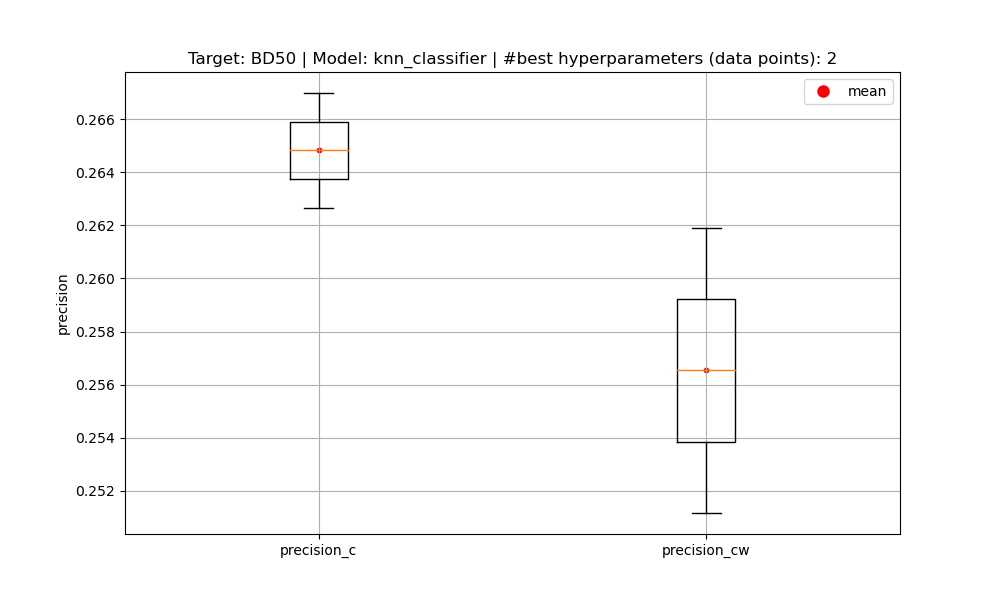 Target: BD50 | Model: knn_classifier | #best hyperparameters (data points): 2
mean
0.266
0.264
0.262
0.260
0.258
0.256
0.254
0.252
precision
precision_c
precision_cw